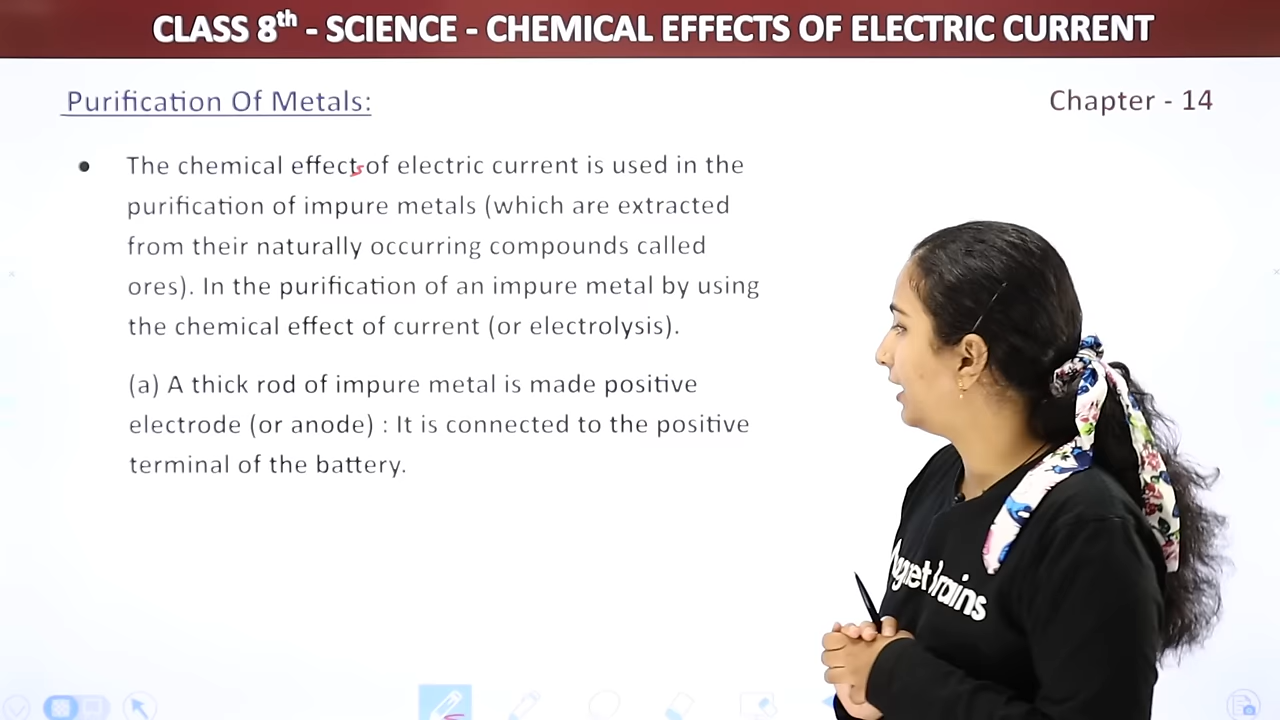 CLASS 8th - SCIENCE - CHEMICAL EFFECTS OF ELECTRIC CURRENT
Purification Of Metals:
Chapter - 14
• The chemical effects of electric current is used in the
purification of impure metals (which are extracted
from their naturally occurring compounds called
ores). In the purification of an impure metal by using
the chemical effect of current (or electrolysis).
(a) A thick rod of impure metal is made positive
electrode (or anode) : It is connected to the positive
terminal of the battery.
Magnet Brains